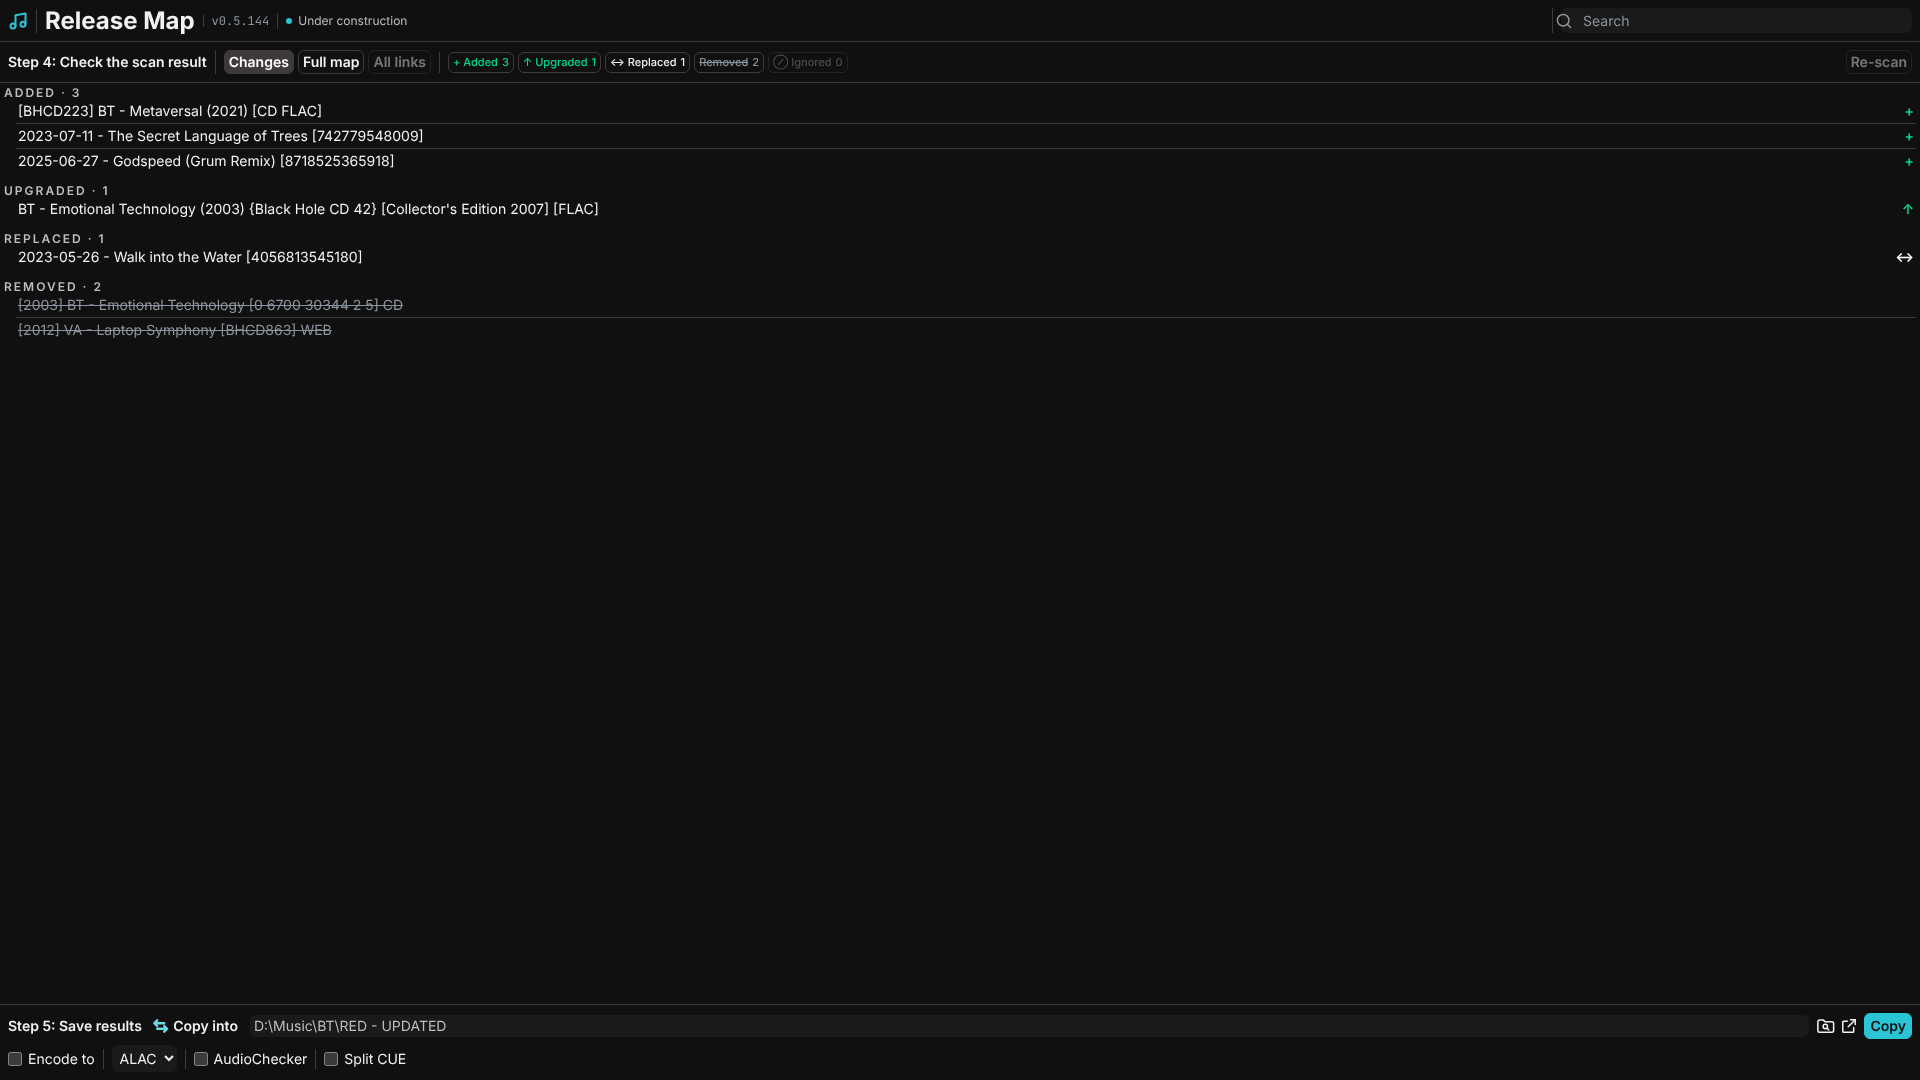 Release Map v0.5.144 Under construction Search
Step 4: Check the scan result Changes Full map All links + Added 3 ↑ Upgraded 1 ↔ Replaced 1 Removed 2 Ignored 0 Re-scan
ADDED · 3
[BHCD223] BT - Metaversal (2021) [CD FLAC] +
2023-07-11 - The Secret Language of Trees [742779548009] +
2025-06-27 - Godspeed (Grum Remix) [8718525365918] +
UPGRADED · 1
BT - Emotional Technology (2003) {Black Hole CD 42} [Collector's Edition 2007] [FLAC] ↑
REPLACED · 1
2023-05-26 - Walk into the Water [4056813545180] ↔
REMOVED · 2
[2003] BT - Emotional Technology [0 6700 30344 2 5] CD
[2012] VA - Laptop Symphony [BHCD863] WEB
Step 5: Save results Copy into D:\Music\BT\RED - UPDATED Copy
Encode to ALAC AudioChecker Split CUE